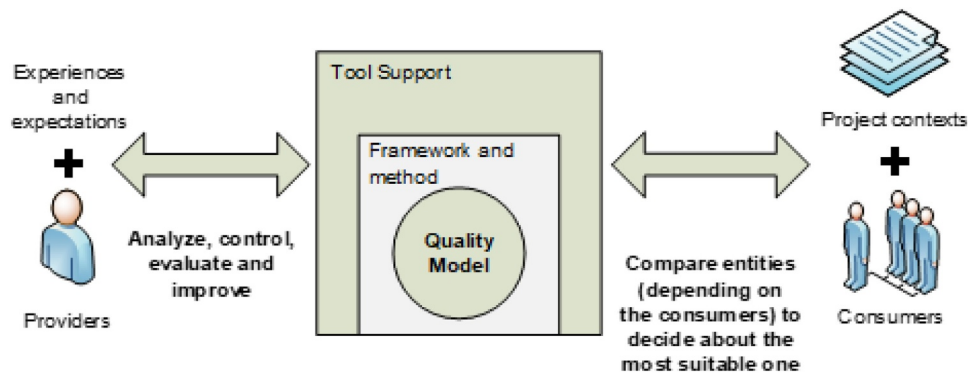 Experiences
and
expectations
+
Providers
Analyze, control,
evaluate and
improve
Tool Support
Framework and
method
Quality
Model
Compare entities
(depending on
the consumers) to
decide about the
most suitable one
Project contexts
+
Consumers